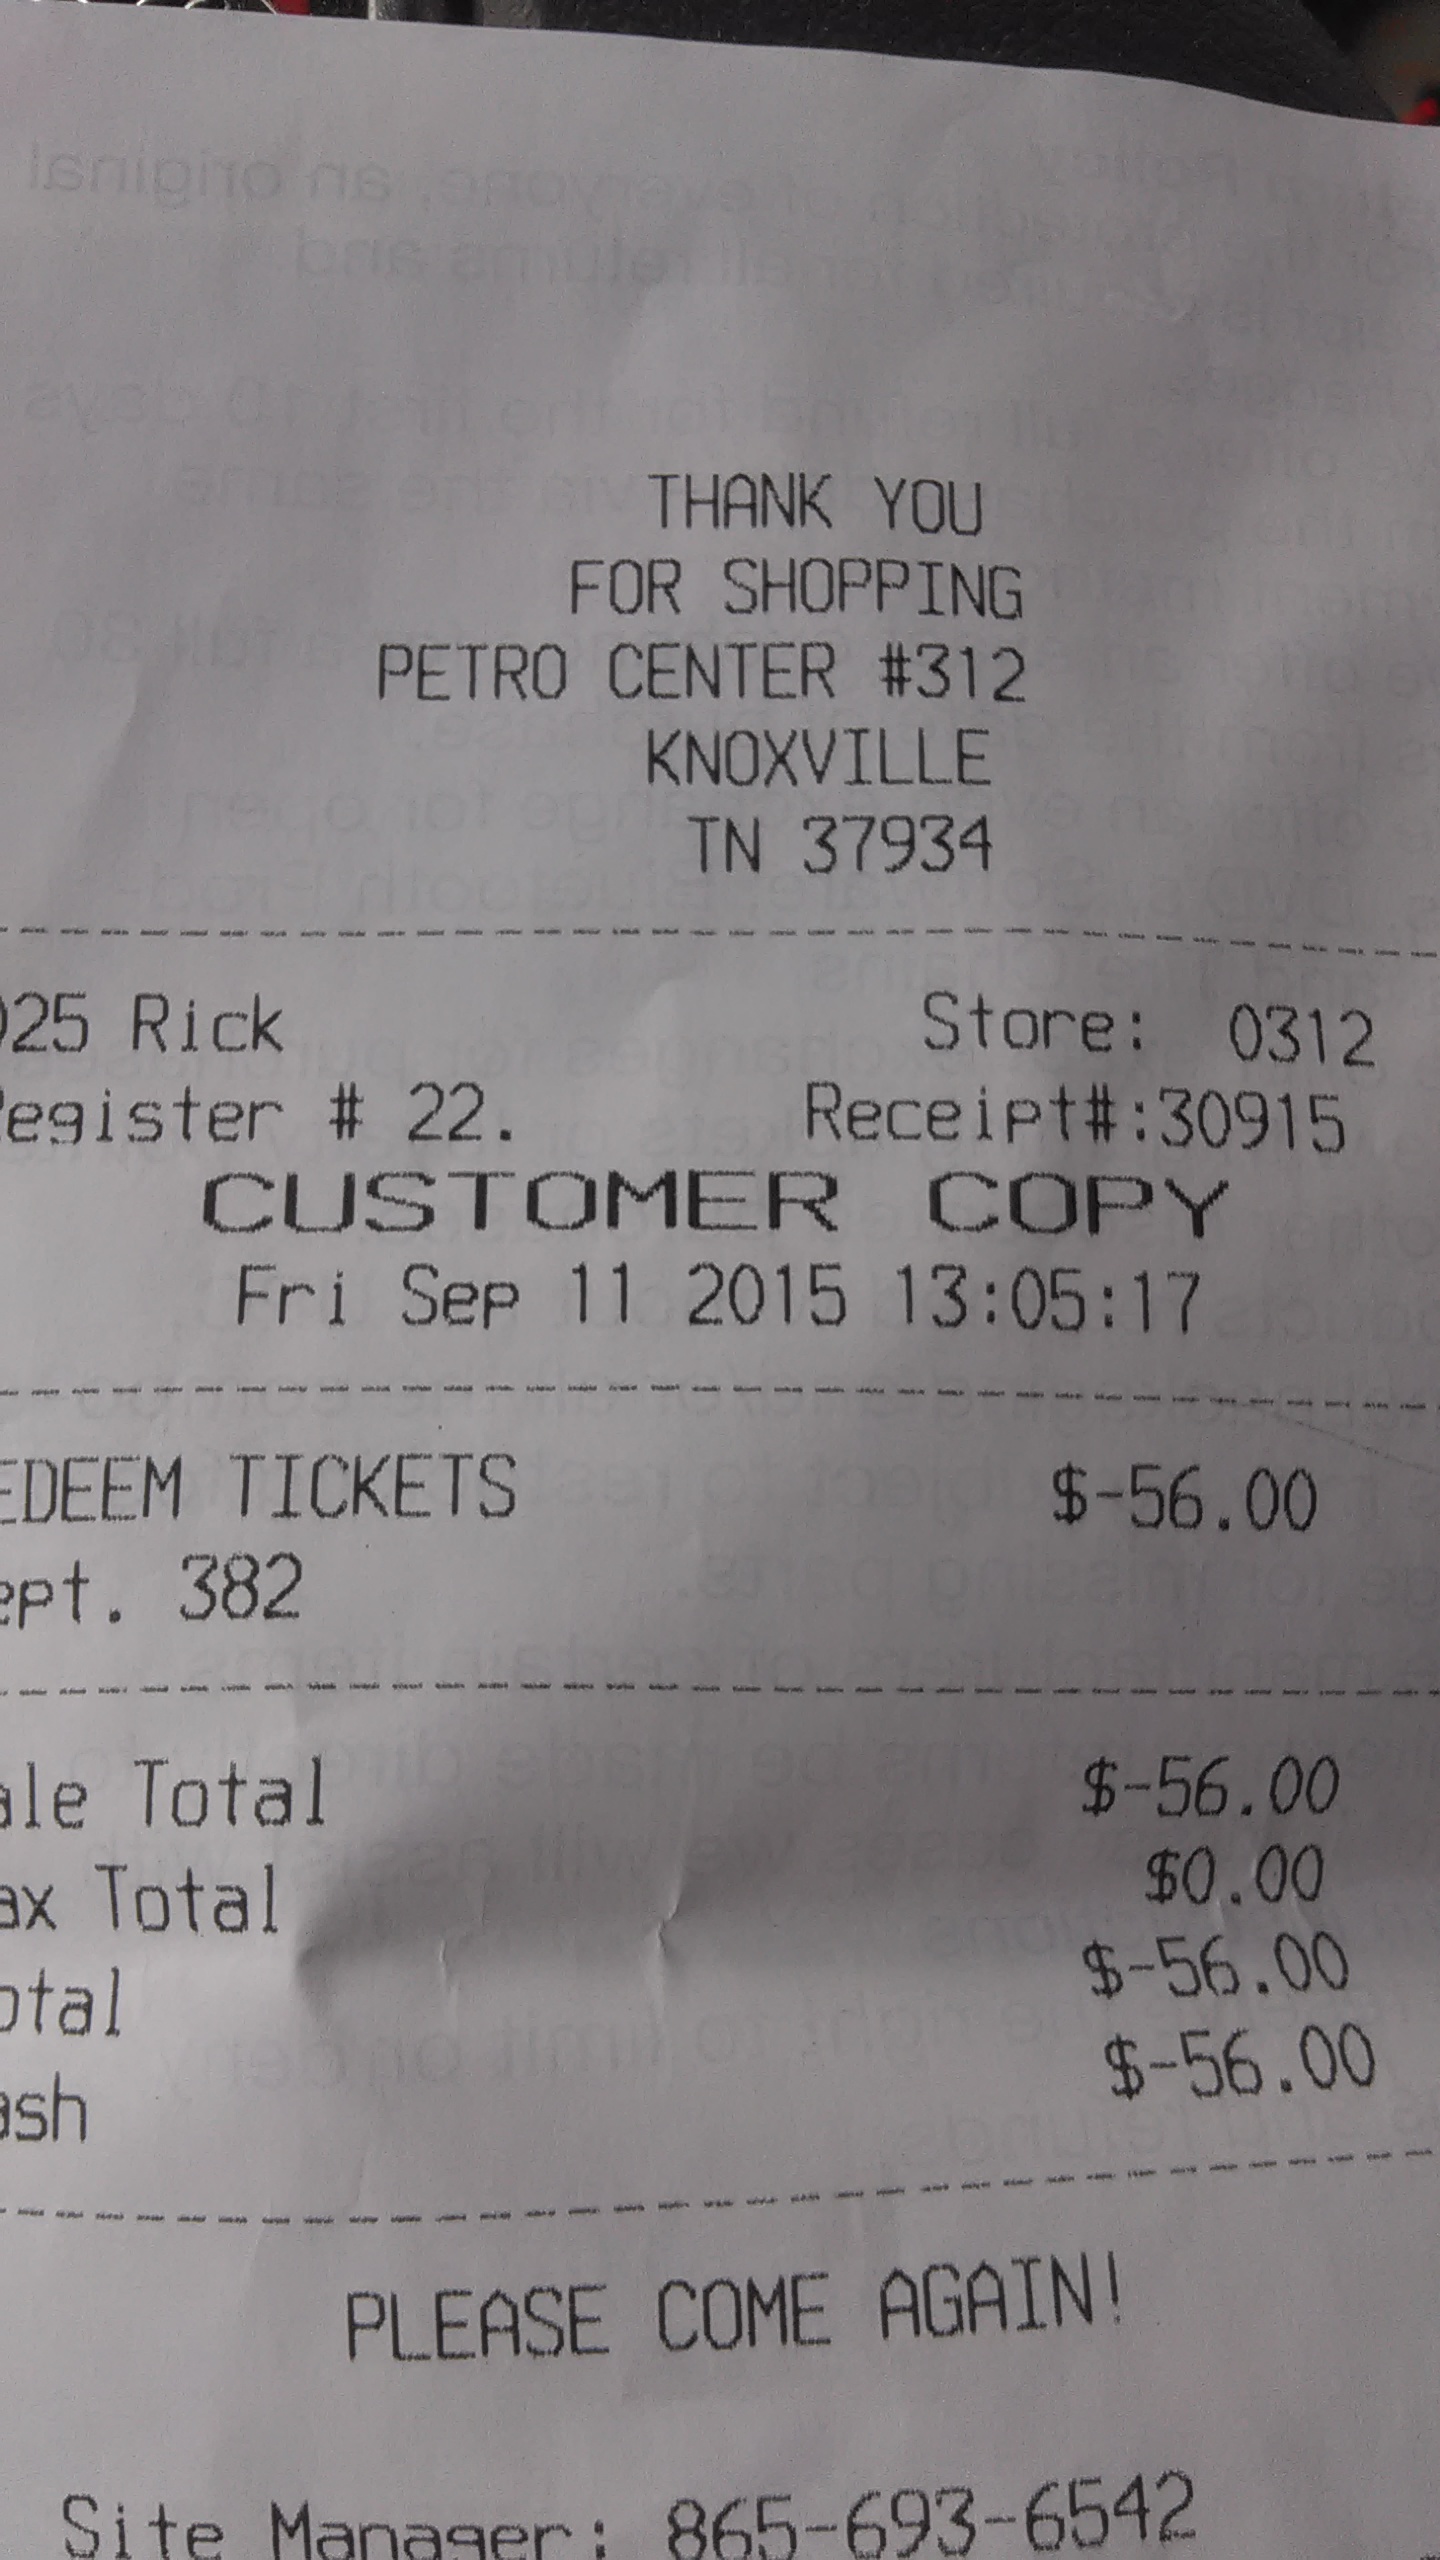 THANK YOU
FOR SHOPPING
PETRO CENTER #312
KNOXVILLE
TN 37934
025 Rick Store: 0312
egister # 22. Receipt#:30915
CUSTOMER COPY
Fri Sep 11 2015 13:05:17
EDEEM TICKETS $-56.00
ept. 382
ale Total $-56.00
ax Total $0.00
otal $-56.00
ash $-56.00
PLEASE COME AGAIN!
Site Manager: 865-693-6542